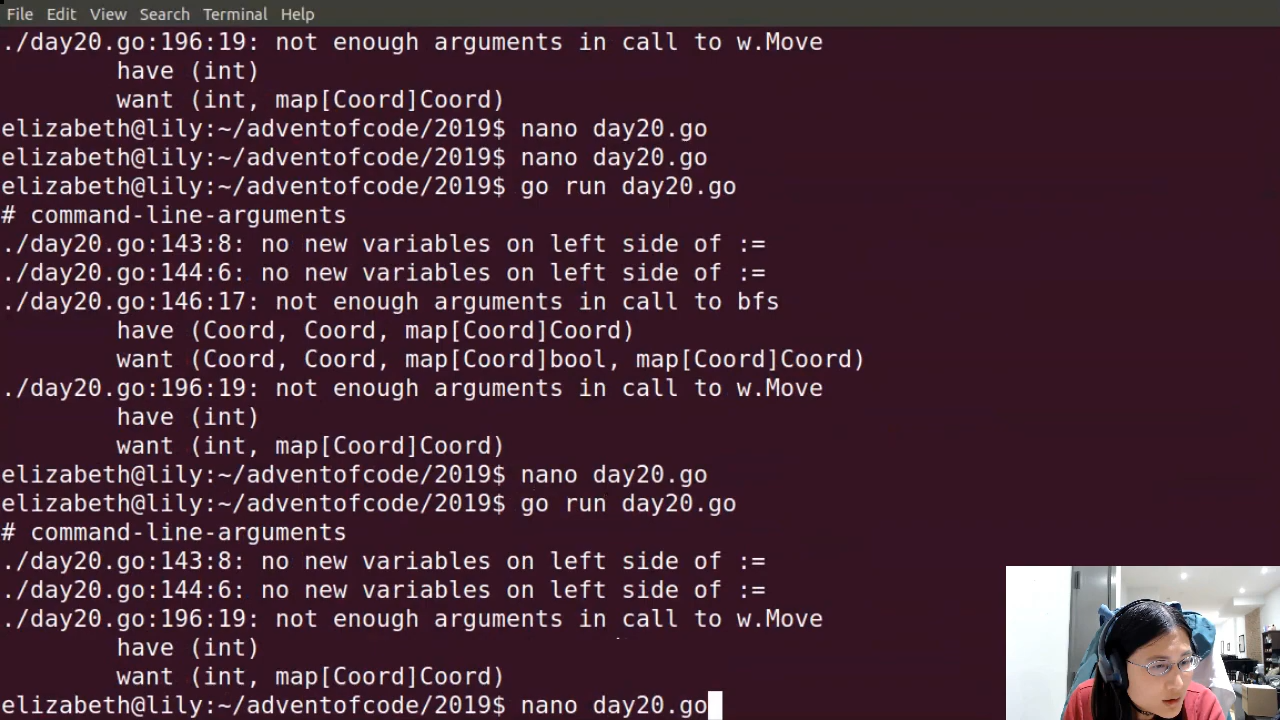 File Edit View Search Terminal Help
./day20.go:196:19: not enough arguments in call to w.Move
have (int)
want (int, map[Coord]Coord)
elizabeth@lily:~/adventofcode/2019$ nano day20.go
elizabeth@lily:~/adventofcode/2019$ nano day20.go
elizabeth@lily:~/adventofcode/2019$ go run day20.go
# command-line-arguments
./day20.go:143:8: no new variables on left side of :=
./day20.go:144:6: no new variables on left side of :=
./day20.go:146:17: not enough arguments in call to bfs
have (Coord, Coord, map[Coord]Coord)
want (Coord, Coord, map[Coord]bool, map[Coord]Coord)
./day20.go:196:19: not enough arguments in call to w.Move
have (int)
want (int, map[Coord]Coord)
elizabeth@lily:~/adventofcode/2019$ nano day20.go
elizabeth@lily:~/adventofcode/2019$ go run day20.go
# command-line-arguments
./day20.go:143:8: no new variables on left side of :=
./day20.go:144:6: no new variables on left side of :=
./day20.go:196:19: not enough arguments in call to w.Move
have (int)
want (int, map[Coord]Coord)
elizabeth@lily:~/adventofcode/2019$ nano day20.go